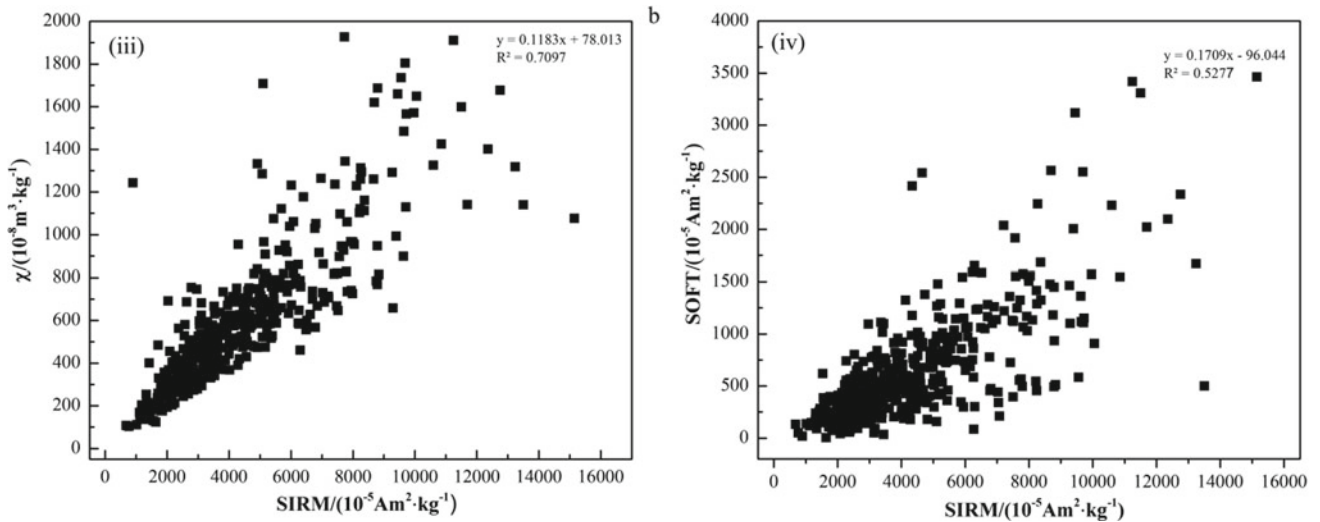 b
(iii)
y = 0.1183x + 78.013
R² = 0.7097
2000
1800
1600
1400
1200
1000
800
600
400
200
0
χ/(10⁻⁸m³·kg⁻¹)
0 2000 4000 6000 8000 10000 12000 14000 16000
SIRM/(10⁻⁵Am²·kg⁻¹)
(iv)
y = 0.1709x - 96.044
R² = 0.5277
4000
3500
3000
2500
2000
1500
1000
500
0
SOFT/(10⁻⁵Am²·kg⁻¹)
0 2000 4000 6000 8000 10000 12000 14000 16000
SIRM/(10⁻⁵Am²·kg⁻¹)